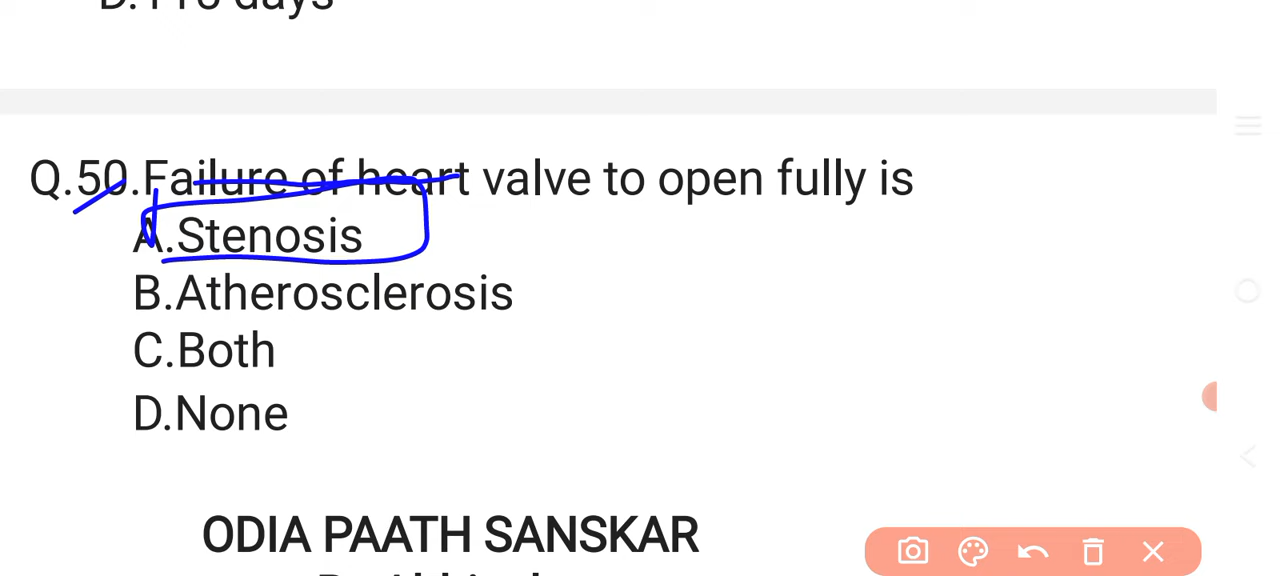 Q.50.Failure of heart valve to open fully is
A.Stenosis
B.Atherosclerosis
C.Both
D.None
ODIA PAATH SANSKAR